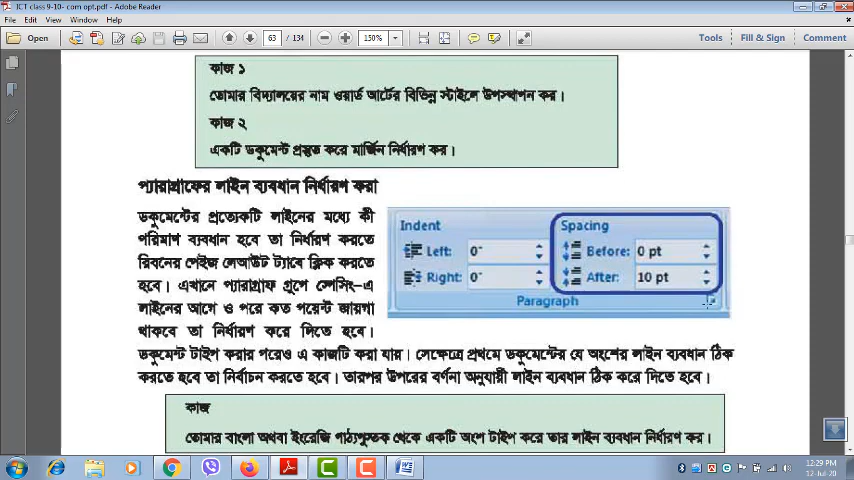 ICT class 9-10- com opt.pdf - Adobe Reader
File Edit View Window Help
Open 63 / 134 150% Tools Fill & Sign Comment
কাজ ১
তোমার বিদ্যালয়ের নাম ওয়ার্ড আর্টের বিভিন্ন স্টাইলে উপস্থাপন কর।
কাজ ২
একটি ডকুমেন্ট প্রস্তুত করে মার্জিন নির্ধারণ কর।
প্যারাগ্রাফের লাইন ব্যবধান নির্ধারণ করা
ডকুমেন্টের প্রত্যেকটি লাইনের মধ্যে কী
পরিমাণ ব্যবধান হবে তা নির্ধারণ করতে
রিবনের পেইজ লেআউট ট্যাবে ক্লিক করতে
হবে। এখানে প্যারাগ্রাফ গ্রুপে স্পেসিং-এ
লাইনের আগে ও পরে কত পয়েন্ট জায়গা
থাকবে তা নির্ধারণ করে দিতে হবে।
Indent Spacing
Left: 0" Before: 0 pt
Right: 0" After: 10 pt
Paragraph
ডকুমেন্ট টাইপ করার পরেও এ কাজটি করা যায়। সেক্ষেত্রে প্রথমে ডকুমেন্টের যে অংশের লাইন ব্যবধান ঠিক
করতে হবে তা নির্বাচন করতে হবে। তারপর উপরের বর্ণনা অনুযায়ী লাইন ব্যবধান ঠিক করে দিতে হবে।
কাজ
তোমার বাংলা অথবা ইংরেজি পাঠ্যপুস্তক থেকে একটি অংশ টাইপ করে তার লাইন ব্যবধান নির্ধারণ কর।
12:29 PM
12-Jul-20